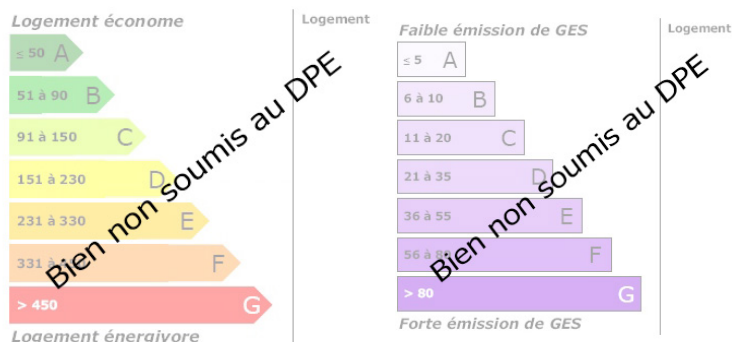 Logement économe
Logement
≤ 50 A
51 à 90 B
91 à 150 C
151 à 230 D
231 à 330 E
331 à F
> 450 G
Logement énergivore
Bien non soumis au DPE
Faible émission de GES
Logement
≤ 5 A
6 à 10 B
11 à 20 C
21 à 35 D
36 à 55 E
56 à 80 F
> 80 G
Forte émission de GES
Bien non soumis au DPE